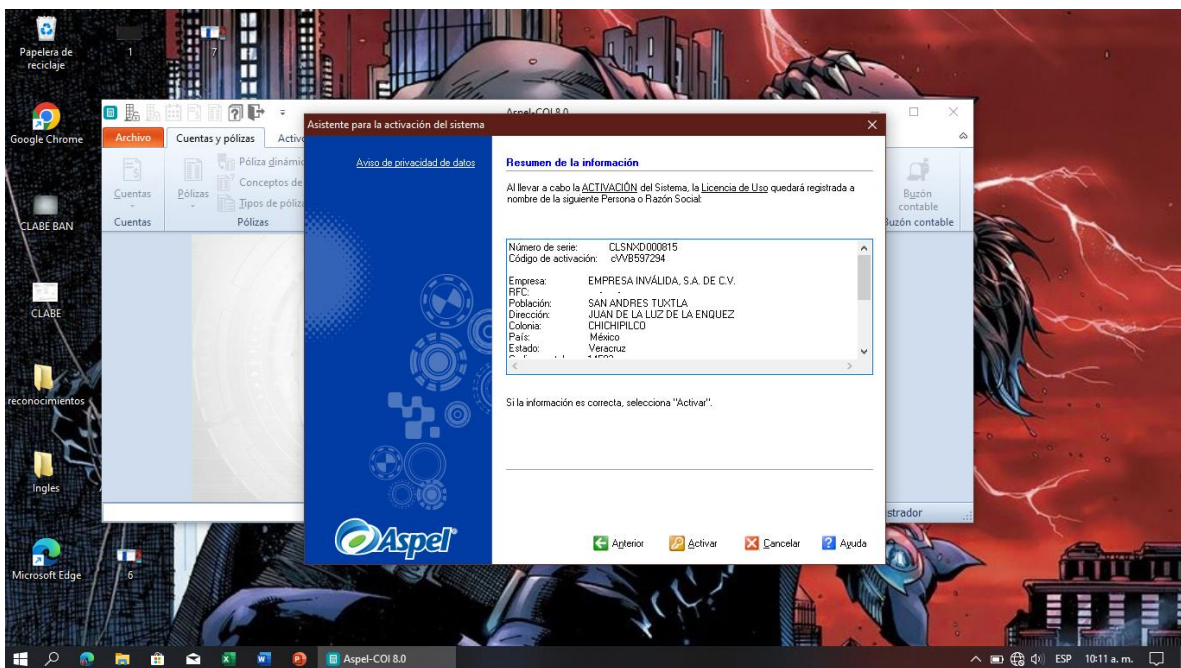 Papelera de
reciclaje
1
7
Google Chrome
CLABE BAN
CLABE
reconocimientos
Ingles
Microsoft Edge
6
Aspel-COI 8.0
Archivo
Cuentas y pólizas
Activo
Cuentas
Cuentas
Pólizas
Póliza dinámic
Conceptos de
Tipos de póliza
Pólizas
Buzón
contable
Buzón contable
strador
Asistente para la activación del sistema
Aviso de privacidad de datos
Resumen de la información
Al llevar a cabo la ACTIVACIÓN del Sistema, la Licencia de Uso quedará registrada a
nombre de la siguiente Persona o Razón Social:
Número de serie: CLSNXD000815
Código de activación: cVVB597294
Empresa: EMPRESA INVÁLIDA, S.A. DE C.V.
RFC: - -
Población: SAN ANDRES TUXTLA
Dirección: JUAN DE LA LUZ DE LA ENQUEZ
Colonia: CHICHIPILCO
País: México
Estado: Veracruz
Si la información es correcta, selecciona "Activar".
Aspel
Anterior
Activar
Cancelar
Ayuda
Aspel-COI 8.0
ESP
10:11 a. m.